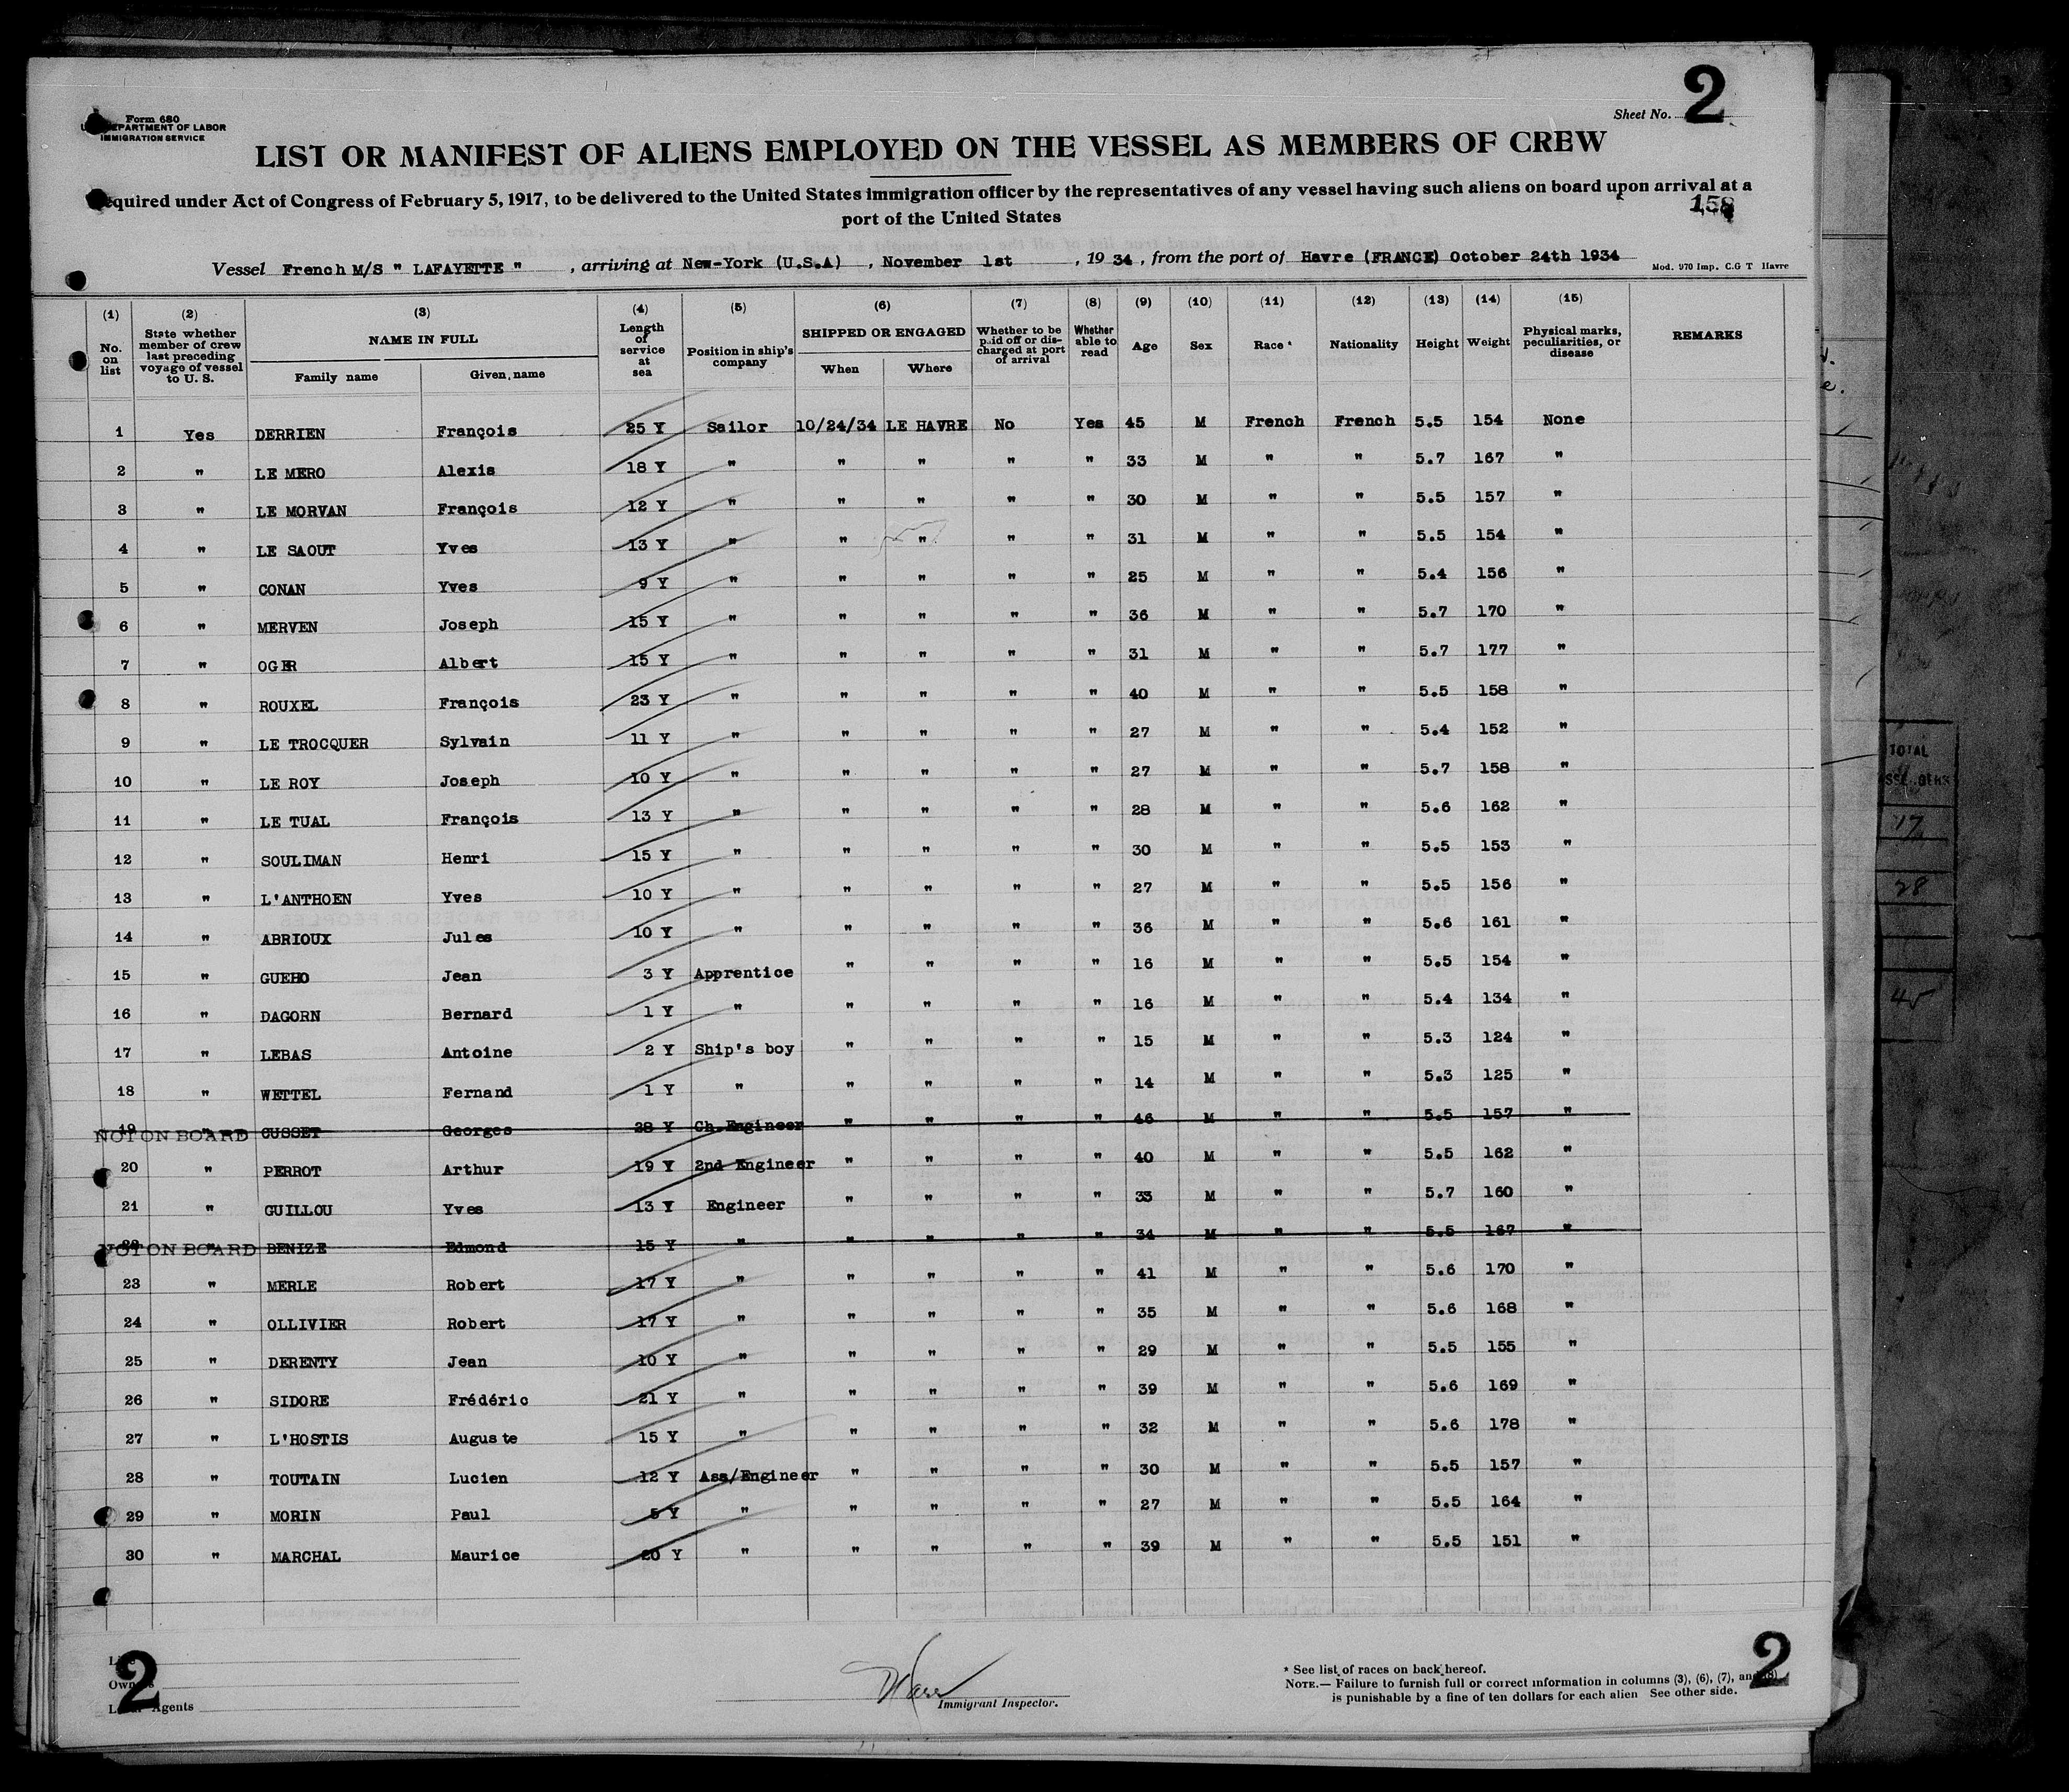 Form 680
DEPARTMENT OF LABOR
IMMIGRATION SERVICE
Sheet No. 2
LIST OR MANIFEST OF ALIENS EMPLOYED ON THE VESSEL AS MEMBERS OF CREW
quired under Act of Congress of February 5, 1917, to be delivered to the United States immigration officer by the representatives of any vessel having such aliens on board upon arrival at a
port of the United States
158
Vessel French M/S " LAFAYETTE " , arriving at New-York (U.S.A) , November 1st , 19 34 , from the port of Havre (FRANCE) October 24th 1934
Mod. 970 Imp. C.G T Havre
(1) (2) (3) (4) (5) (6) (7) (8) (9) (10) (11) (12) (13) (14) (15)
No. on list | State whether member of crew last preceding voyage of vessel to U. S. | NAME IN FULL Family name Given name | Length of service at sea | Position in ship's company | SHIPPED OR ENGAGED When Where | Whether to be paid off or discharged at port of arrival | Whether able to read | Age | Sex | Race * | Nationality | Height | Weight | Physical marks, peculiarities, or disease | REMARKS
1 Yes DERRIEN François 25 Y Sailor 10/24/34 LE HAVRE No Yes 45 M French French 5.5 154 None
2 " LE MERO Alexis 18 Y " " " " " 33 M " " 5.7 167 "
3 " LE MORVAN François 12 Y " " " " " 30 M " " 5.5 157 "
4 " LE SAOUT Yves 13 Y " " " " " 31 M " " 5.5 154 "
5 " CONAN Yves 9 Y " " " " " 25 M " " 5.4 156 "
6 " MERVEN Joseph 15 Y " " " " " 36 M " " 5.7 170 "
7 " OGER Albert 15 Y " " " " " 31 M " " 5.7 177 "
8 " ROUXEL François 23 Y " " " " " 40 M " " 5.5 158 "
9 " LE TROCQUER Sylvain 11 Y " " " " " 27 M " " 5.4 152 "
10 " LE ROY Joseph 10 Y " " " " " 27 M " " 5.7 158 "
11 " LE TUAL François 13 Y " " " " " 28 M " " 5.6 162 "
12 " SOULIMAN Henri 15 Y " " " " " 30 M " " 5.5 153 "
13 " L'ANTHOEN Yves 10 Y " " " " " 27 M " " 5.5 156 "
14 " ABRIOUX Jules 10 Y " " " " " 36 M " " 5.6 161 "
15 " GUEHO Jean 3 Y Apprentice " " " " 16 M " " 5.5 154 "
16 " DAGORN Bernard 1 Y " " " " " 16 M " " 5.4 134 "
17 " LEBAS Antoine 2 Y Ship's boy " " " " 15 M " " 5.3 124 "
18 " WETTEL Fernand 1 Y " " " " " 14 M " " 5.3 125 "
19 NOT ON BOARD " CUSSET Georges 28 Y Ch.Engineer " " " " 46 M " " 5.5 157 "
20 " PERROT Arthur 19 Y 2nd Engineer " " " " 40 M " " 5.5 162 "
21 " GUILLOU Yves 13 Y Engineer " " " " 33 M " " 5.7 160 "
22 NOT ON BOARD " BENIZE Edmond 15 Y " " " " " 34 M " " 5.5 167 "
23 " MERLE Robert 17 Y " " " " " 41 M " " 5.6 170 "
24 " OLLIVIER Robert 17 Y " " " " " 35 M " " 5.6 168 "
25 " DERENTY Jean 10 Y " " " " " 29 M " " 5.5 155 "
26 " SIDORE Frédéric 21 Y " " " " " 39 M " " 5.6 169 "
27 " L'HOSTIS Auguste 15 Y " " " " " 32 M " " 5.6 178 "
28 " TOUTAIN Lucien 12 Y Ass/Engineer " " " " 30 M " " 5.5 157 "
29 " MORIN Paul 5 Y " " " " " 27 M " " 5.5 164 "
30 " MARCHAL Maurice 20 Y " " " " " 39 M " " 5.5 151 "
2
Agents
Immigrant Inspector.
* See list of races on back hereof.
NOTE.— Failure to furnish full or correct information in columns (3), (6), (7), and (8)
is punishable by a fine of ten dollars for each alien See other side.
2
TOTAL
17
28
45